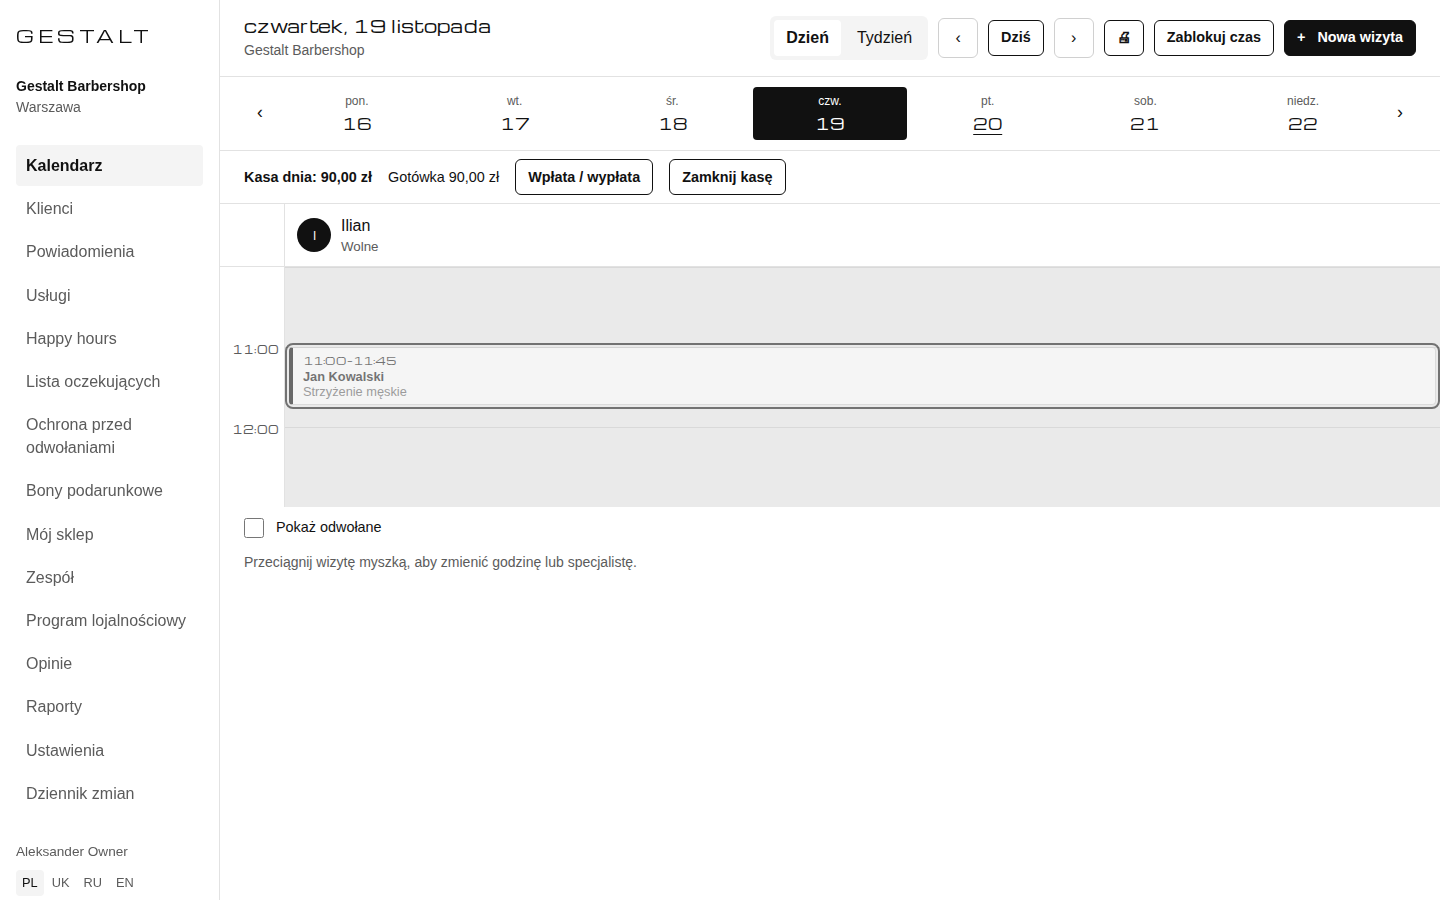 GESTALT
Gestalt Barbershop
Warszawa
Kalendarz
Klienci
Powiadomienia
Usługi
Happy hours
Lista oczekujących
Ochrona przed
odwołaniami
Bony podarunkowe
Mój sklep
Zespół
Program lojalnościowy
Opinie
Raporty
Ustawienia
Dziennik zmian
Aleksander Owner
PL UK RU EN
czwartek, 19 listopada
Gestalt Barbershop
Dzień Tydzień ‹ Dziś › Zablokuj czas + Nowa wizyta
‹ pon. wt. śr. czw. pt. sob. niedz. ›
16 17 18 19 20 21 22
Kasa dnia: 90,00 zł Gotówka 90,00 zł Wpłata / wypłata Zamknij kasę
I Ilian
Wolne
11:00
11:00-11:45
Jan Kowalski
Strzyżenie męskie
12:00
Pokaż odwołane
Przeciągnij wizytę myszką, aby zmienić godzinę lub specjalistę.